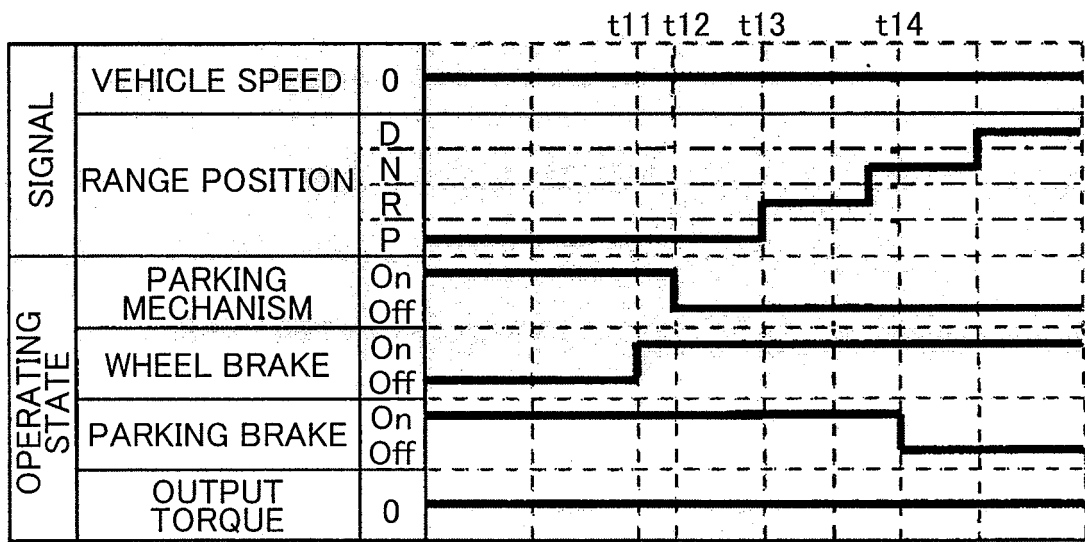 t11 t12 t13 t14
SIGNAL
VEHICLE SPEED 0
RANGE POSITION
D
N
R
P
OPERATING
STATE
PARKING
MECHANISM
On
Off
WHEEL BRAKE
On
Off
PARKING BRAKE
On
Off
OUTPUT
TORQUE
0